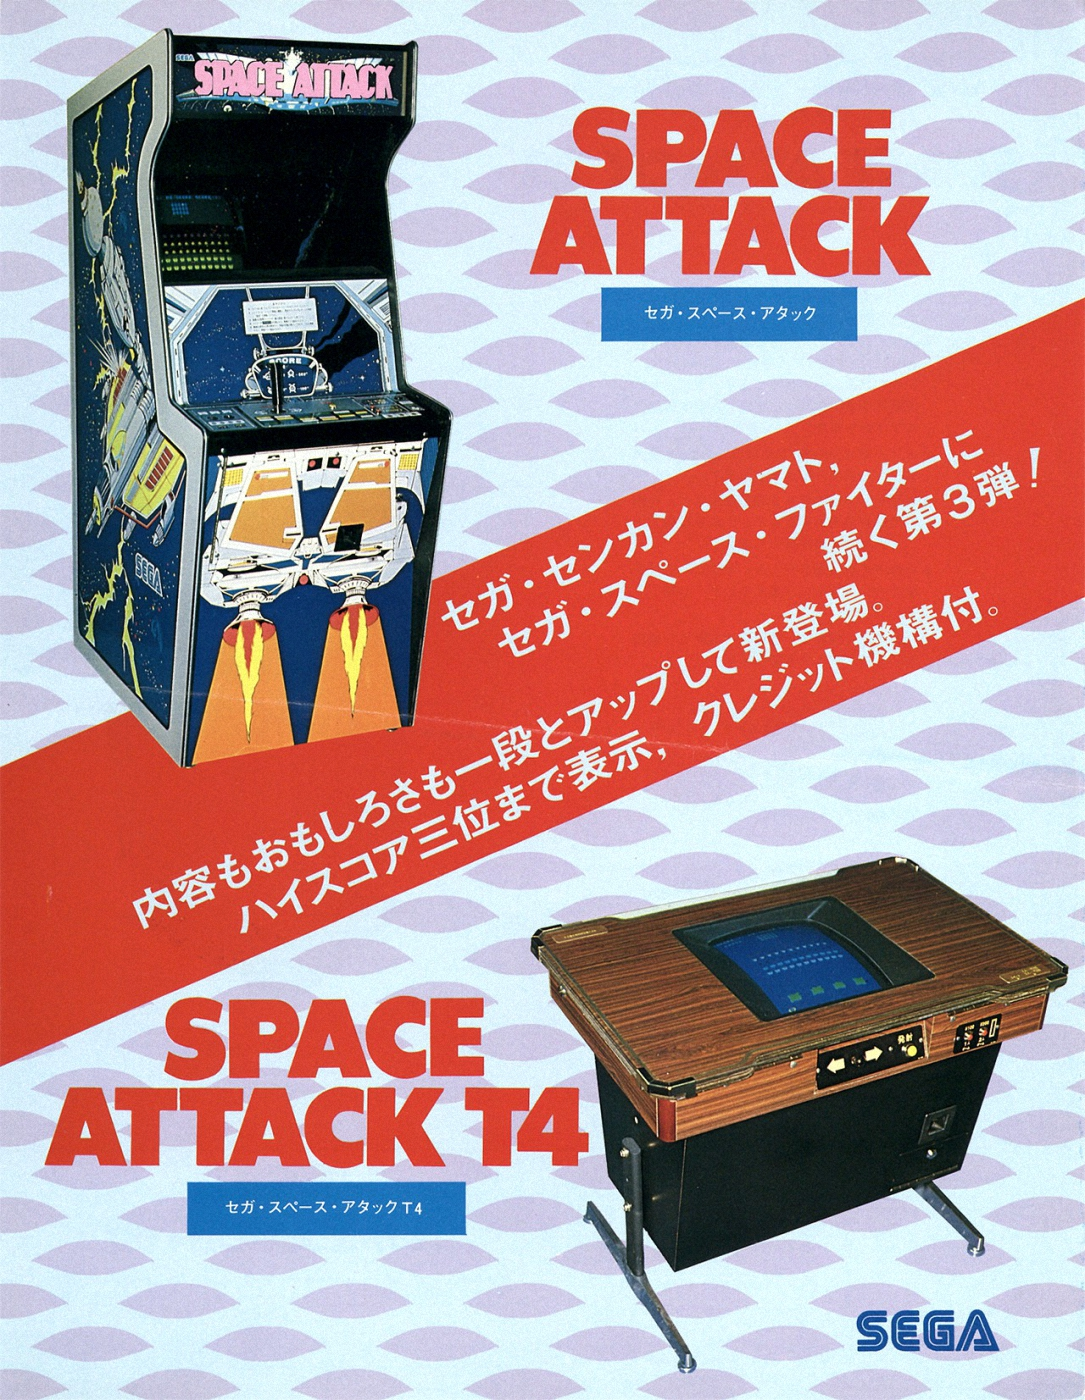 SEGA
SPACE ATTACK
SPACE
ATTACK
セガ・スペース・アタック
SCORE
SEGA
セガ・センカン・ヤマト,
セガ・スペース・ファイターに
続く第3弾!
内容もおもしろさも一段とアップして新登場。
ハイスコア三位まで表示, クレジット機構付。
発射
SPACE
ATTACK T4
セガ・スペース・アタックT4
SEGA